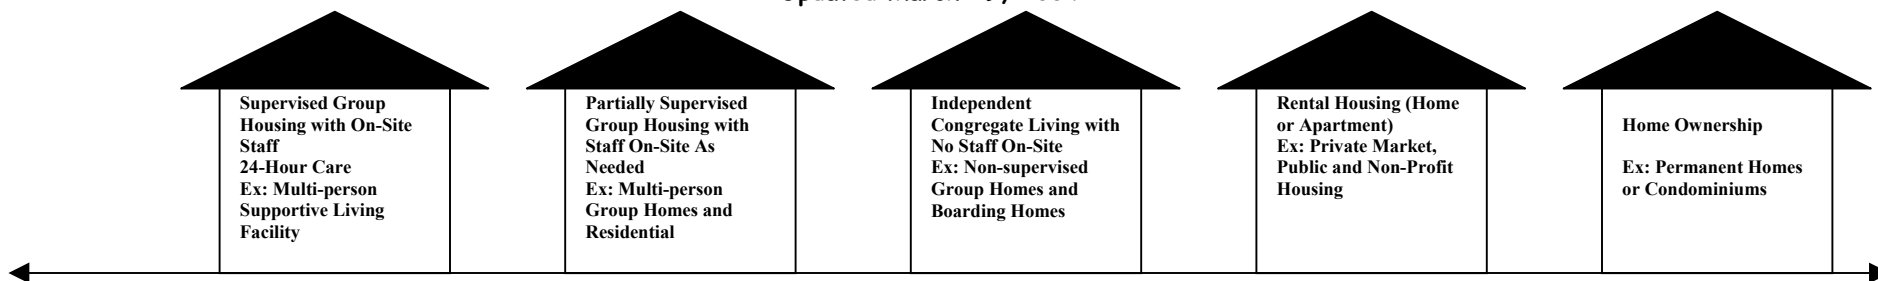 Supervised Group
Housing with On-Site
Staff
24-Hour Care
Ex: Multi-person
Supportive Living
Facility
Partially Supervised
Group Housing with
Staff On-Site As
Needed
Ex: Multi-person
Group Homes and
Residential
Independent
Congregate Living with
No Staff On-Site
Ex: Non-supervised
Group Homes and
Boarding Homes
Rental Housing (Home
or Apartment)
Ex: Private Market,
Public and Non-Profit
Housing
Home Ownership
Ex: Permanent Homes
or Condominiums